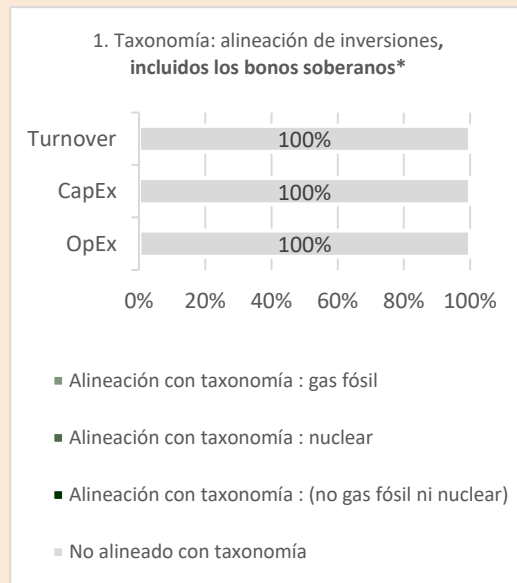 1. Taxonomía: alineación de inversiones,
incluidos los bonos soberanos*
Turnover
100%
CapEx
100%
OpEx
100%
0% 20% 40% 60% 80% 100%
Alineación con taxonomía : gas fósil
Alineación con taxonomía : nuclear
Alineación con taxonomía : (no gas fósil ni nuclear)
No alineado con taxonomía